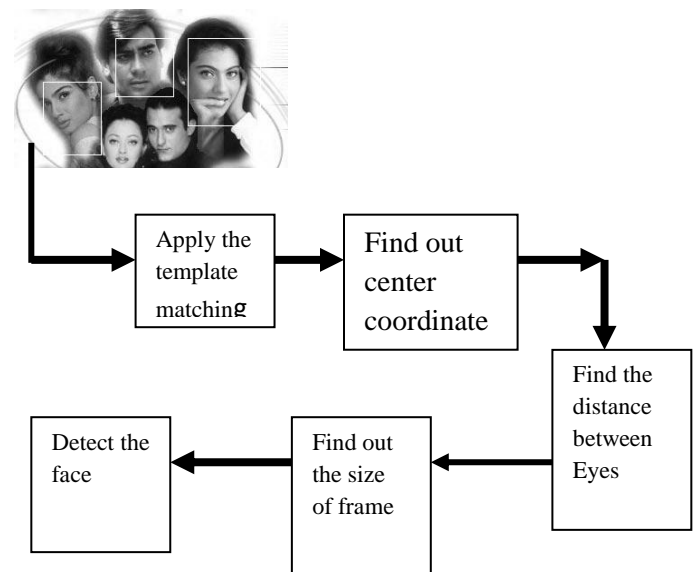 Apply the
template
matching
Find out
center
coordinate
Find the
distance
between
Eyes
Find out
the size
of frame
Detect the
face